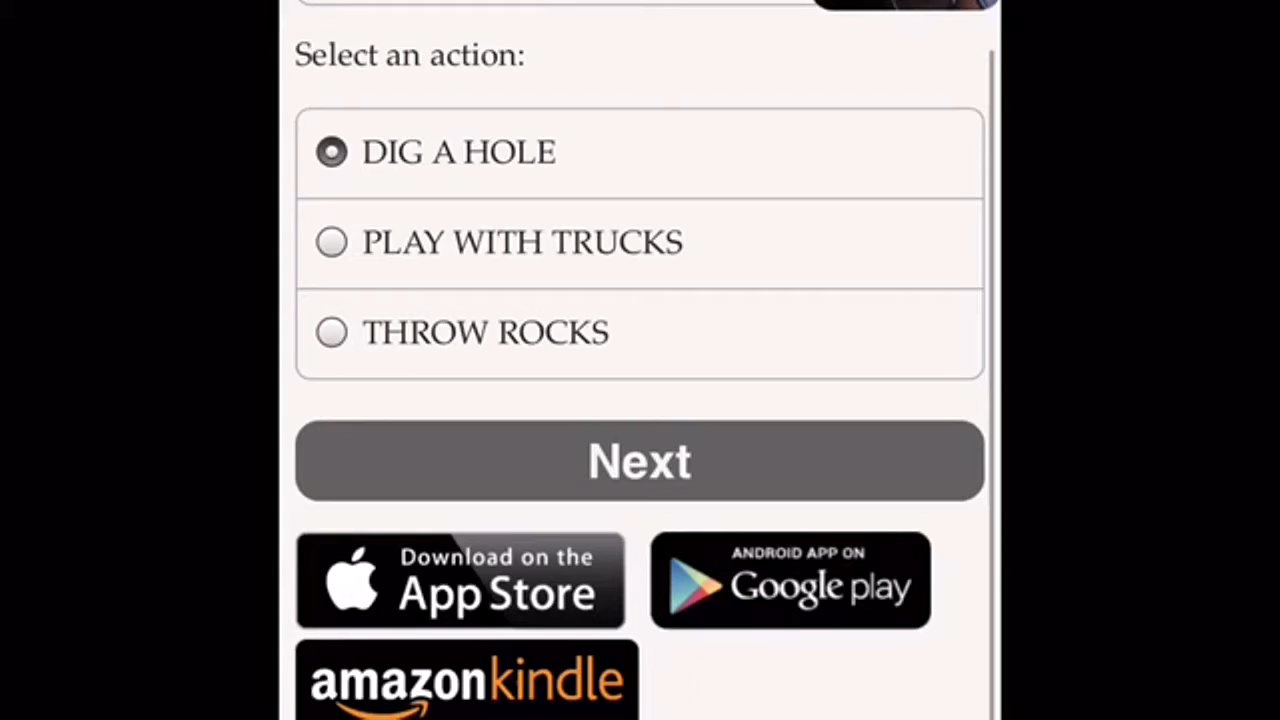 Select an action:
DIG A HOLE
PLAY WITH TRUCKS
THROW ROCKS
Next
Download on the
App Store
ANDROID APP ON
Google play
amazonkindle